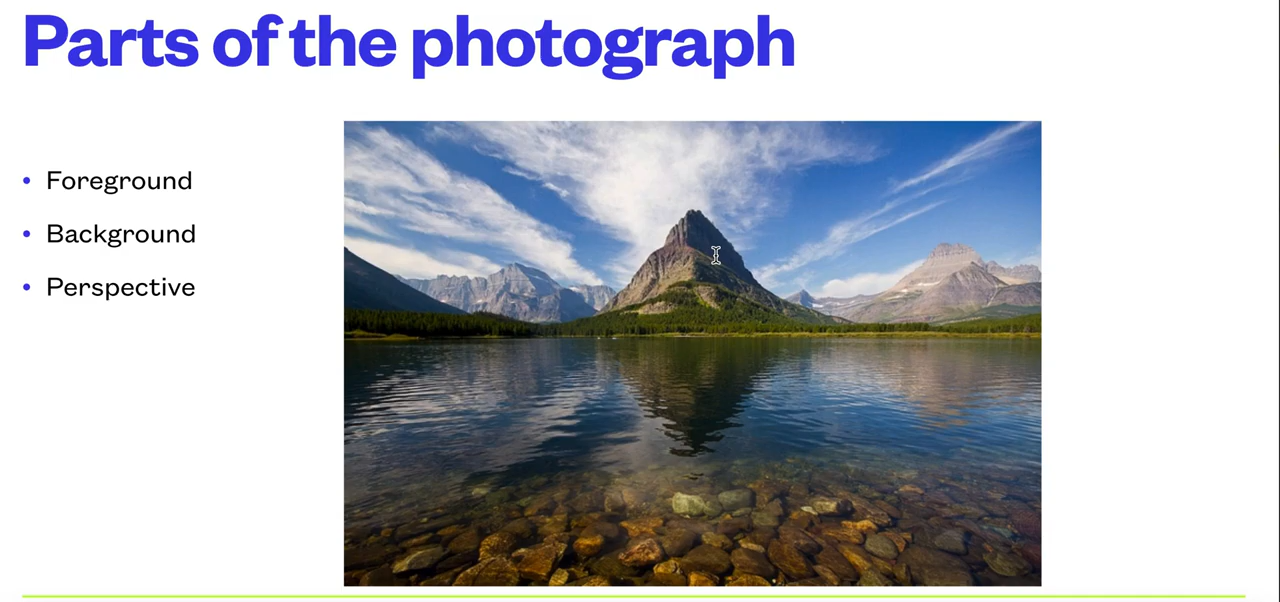 Parts of the photograph
• Foreground
• Background
• Perspective